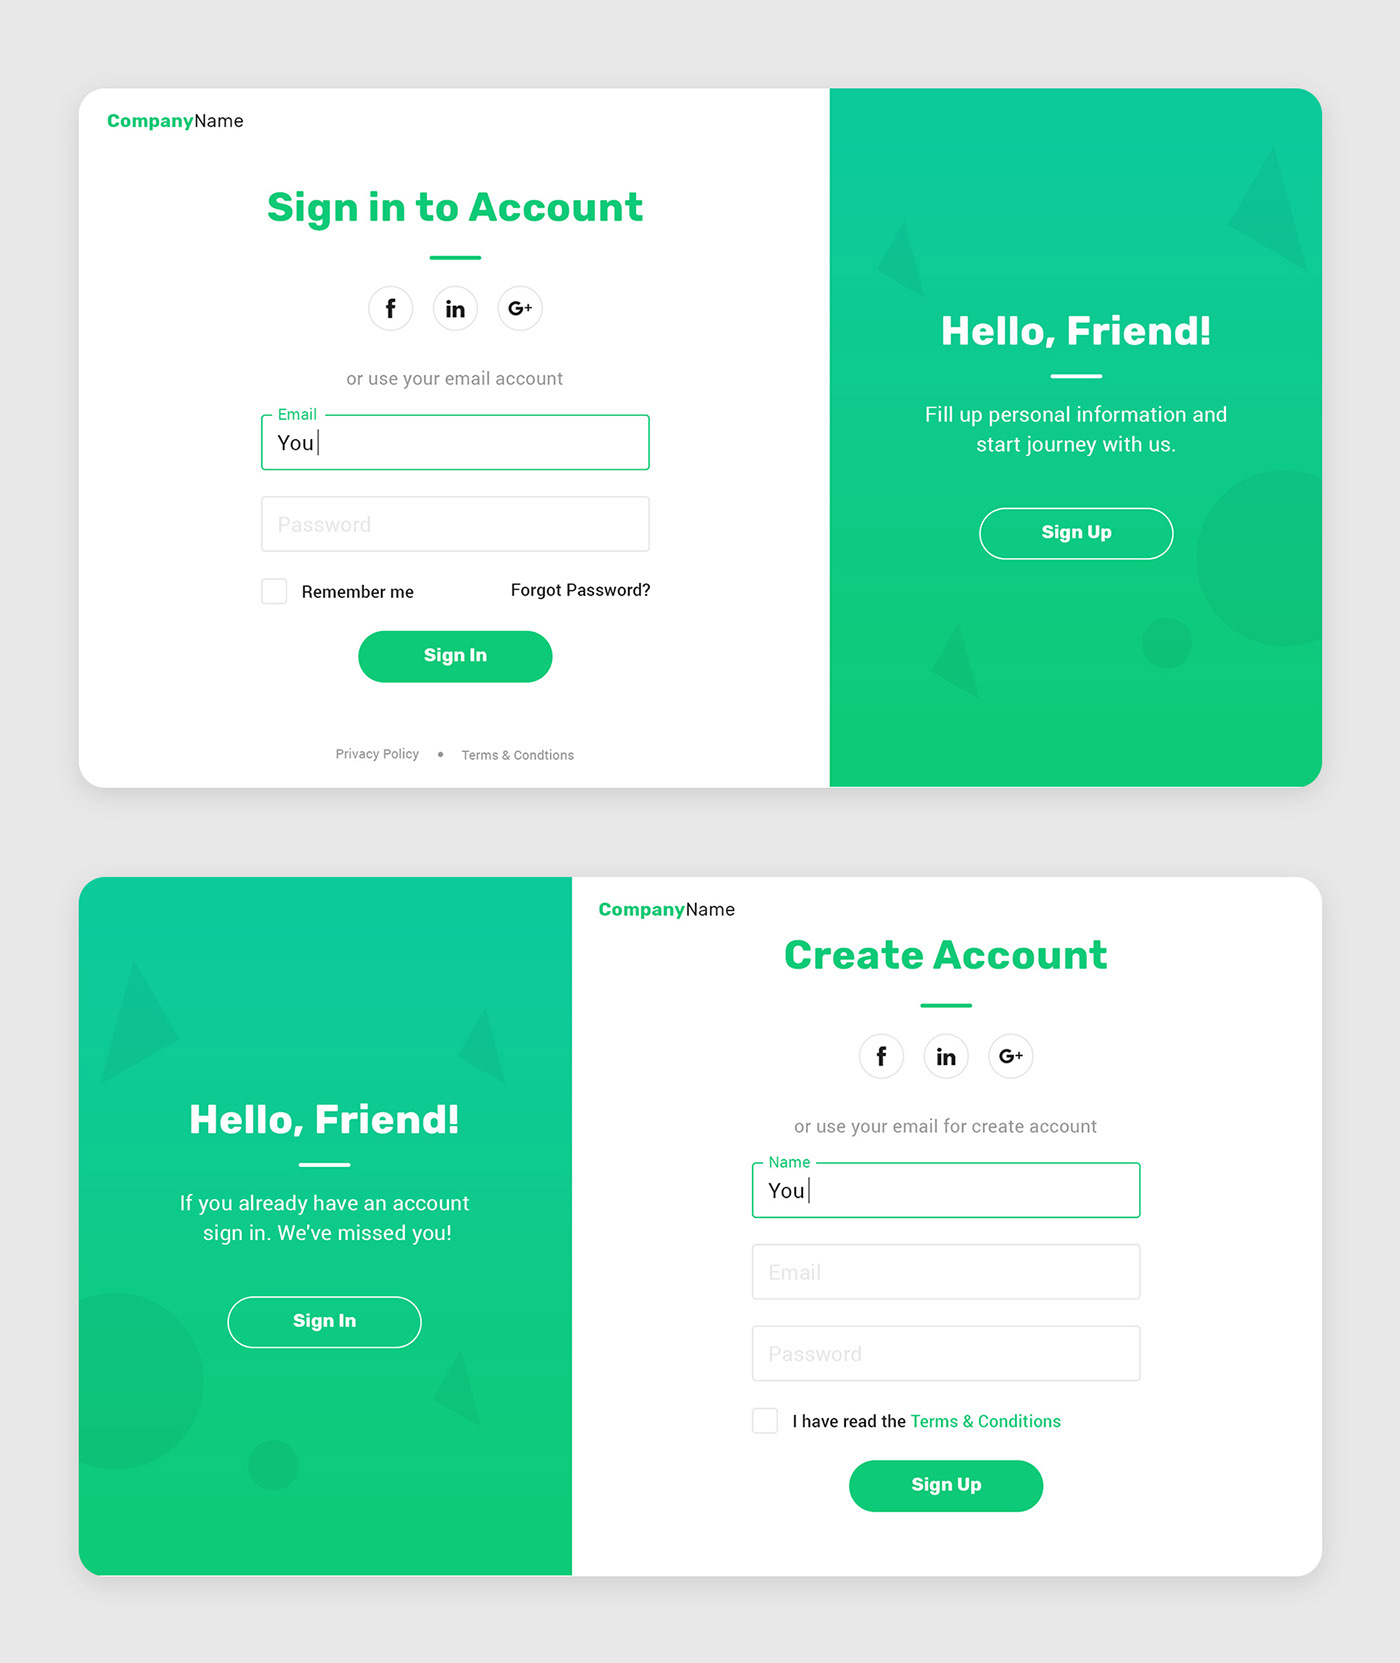 CompanyName
Sign in to Account
f in G+
or use your email account
Email
You
Password
Remember me
Forgot Password?
Sign In
Privacy Policy • Terms & Condtions
Hello, Friend!
Fill up personal information and
start journey with us.
Sign Up
Hello, Friend!
If you already have an account
sign in. We've missed you!
Sign In
CompanyName
Create Account
f in G+
or use your email for create account
Name
You
Email
Password
I have read the Terms & Conditions
Sign Up